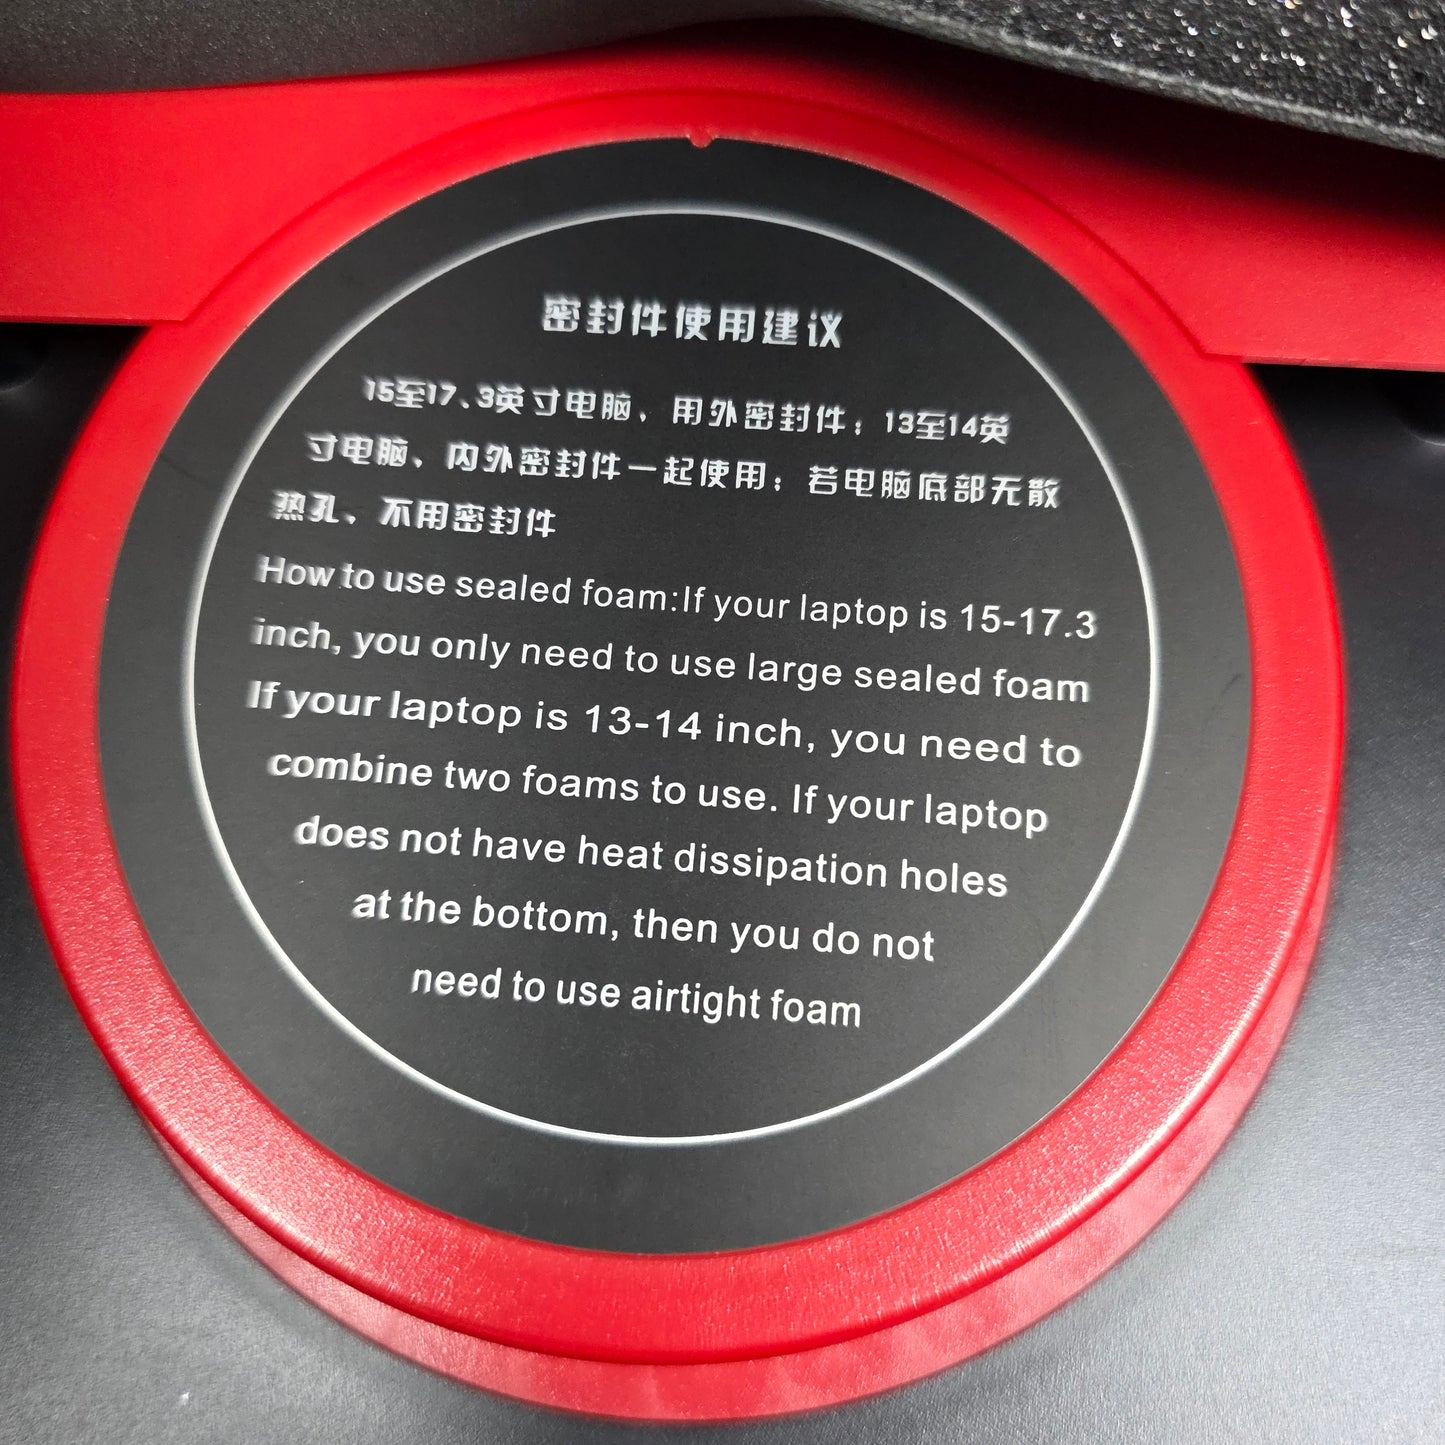 密封件使用建议
15至17.3英寸电脑、用外密封件；13至14英
寸电脑、内外密封件一起使用；若电脑底部无散
热孔、不用密封件
How to use sealed foam:If your laptop is 15-17.3
inch, you only need to use large sealed foam
If your laptop is 13-14 inch, you need to
combine two foams to use. If your laptop
does not have heat dissipation holes
at the bottom, then you do not
need to use airtight foam